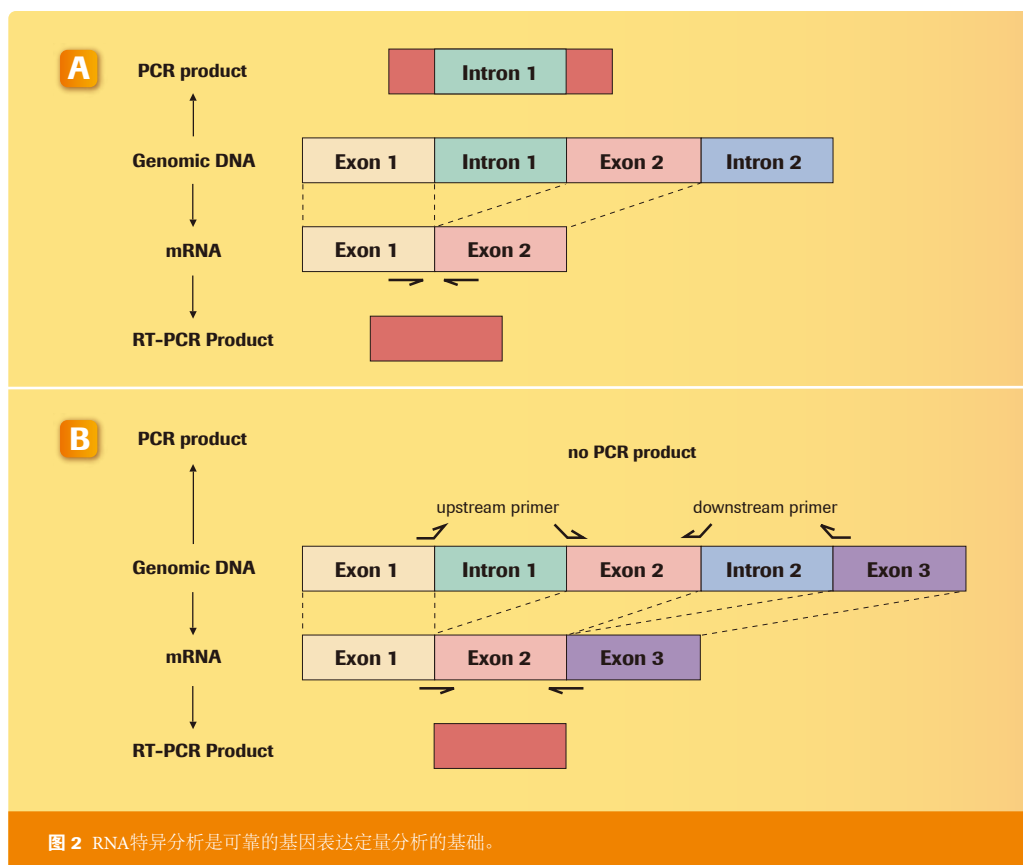 A
PCR product
Intron 1
Genomic DNA
Exon 1 Intron 1 Exon 2 Intron 2
mRNA
Exon 1 Exon 2
RT-PCR Product
B
PCR product
no PCR product
upstream primer downstream primer
Genomic DNA
Exon 1 Intron 1 Exon 2 Intron 2 Exon 3
mRNA
Exon 1 Exon 2 Exon 3
RT-PCR Product
图 2 RNA特异分析是可靠的基因表达定量分析的基础。